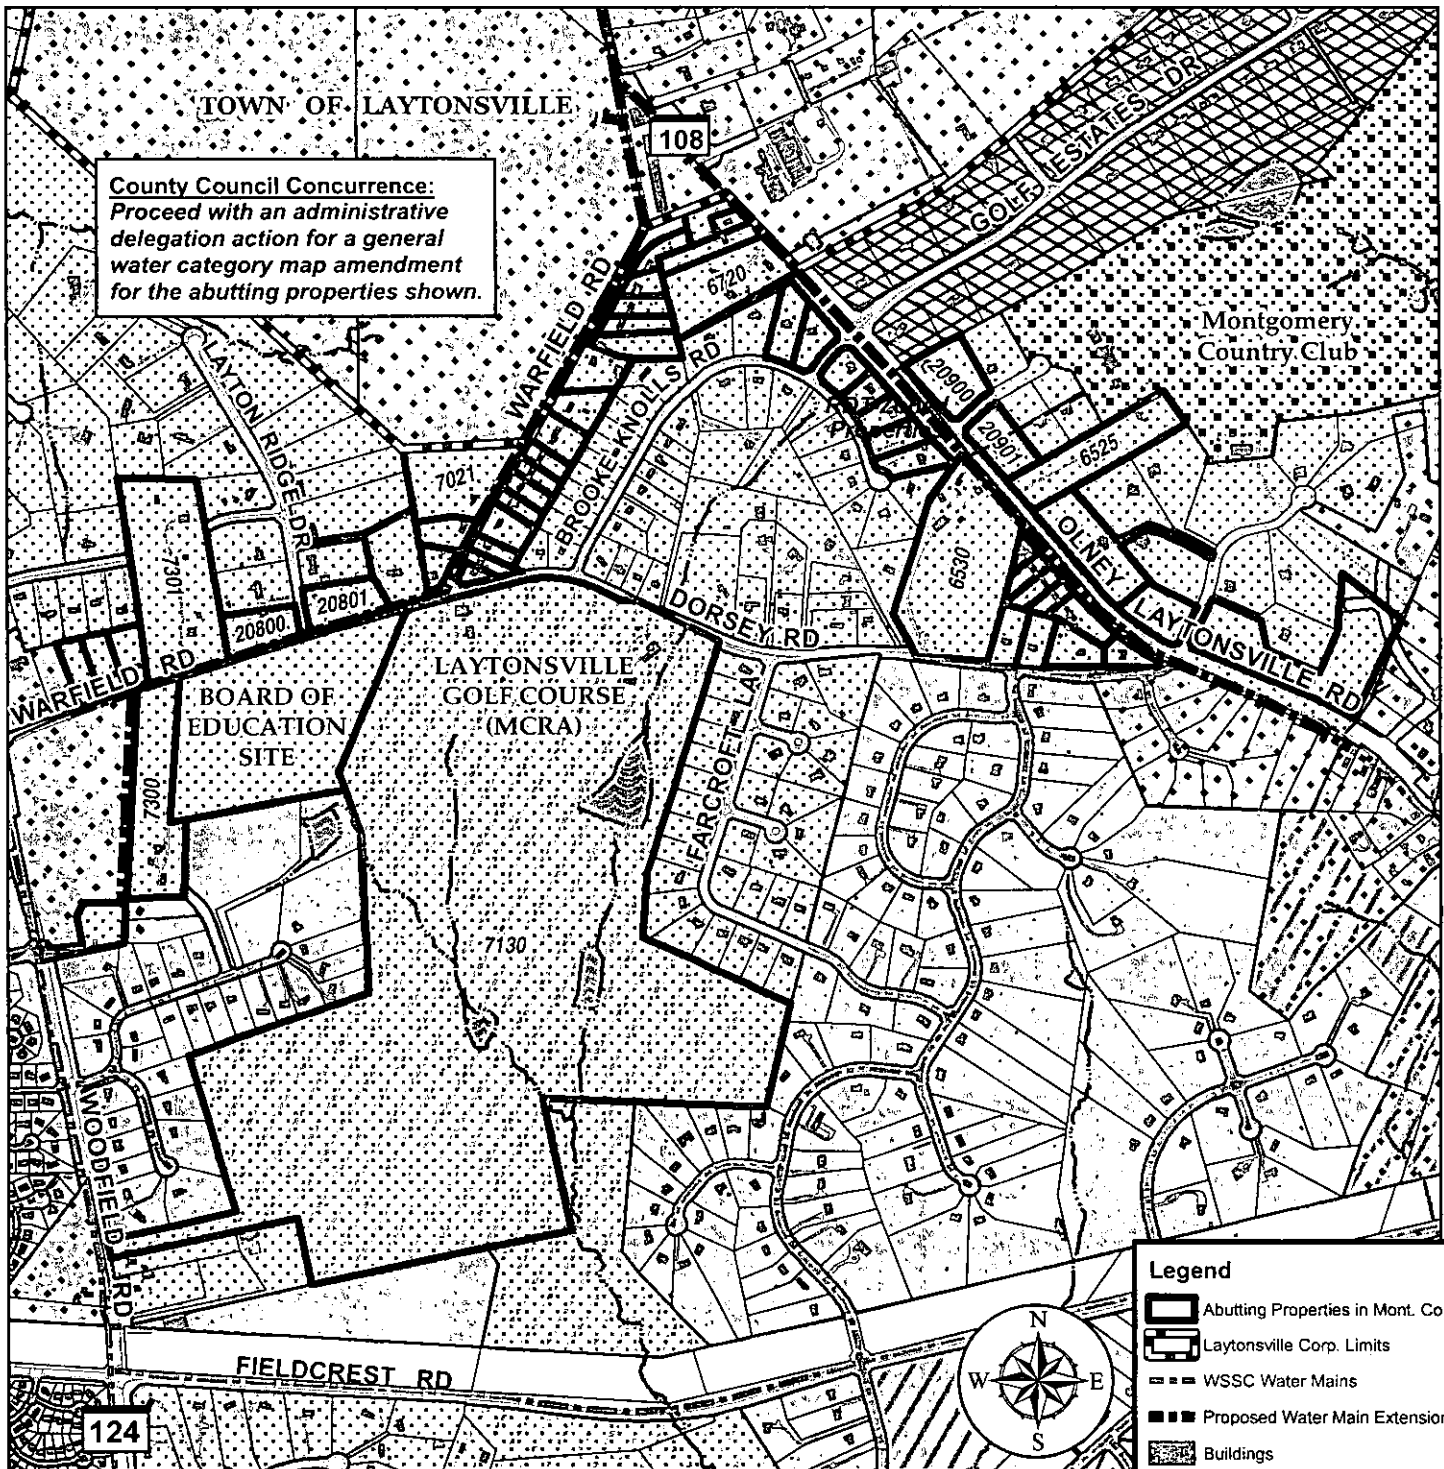 TOWN OF LAYTONSVILLE
108
County Council Concurrence:
Proceed with an administrative
delegation action for a general
water category map amendment
for the abutting properties shown.
GOLF ESTATES DR
WARFIELD RD
6720
Montgomery
Country Club
LAYTON RIDGE DR
BROOKE KNOLLS RD
20900
20901
6525
7021
7301
6530
OLNEY LAYTONSVILLE RD
20801
20800
DORSEY RD
WARFIELD RD
BOARD OF
EDUCATION
SITE
LAYTONSVILLE
GOLF COURSE
(MCRA)
FARCROFT LA
7300
7130
WOODFIELD RD
FIELDCREST RD
124
N
W
E
S
Legend
Abutting Properties in Mont. Co
Laytonsville Corp. Limits
WSSC Water Mains
Proposed Water Main Extension
Buildings